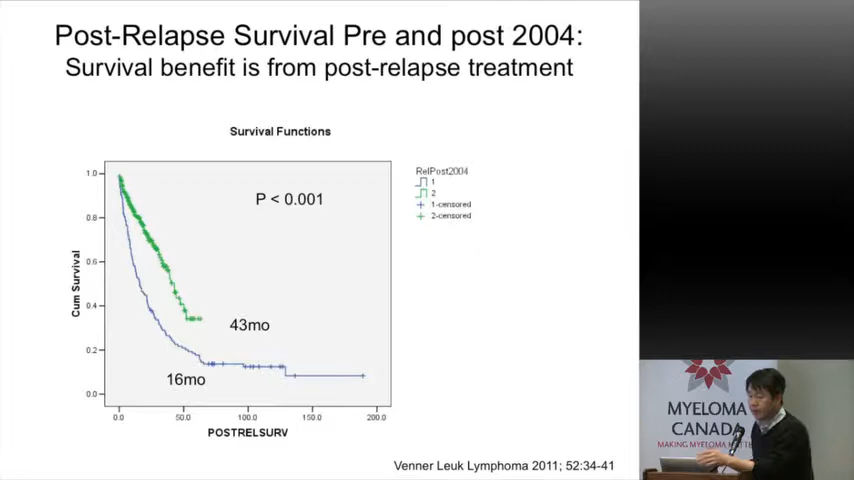 Post-Relapse Survival Pre and post 2004:
Survival benefit is from post-relapse treatment
Survival Functions
P < 0.001
RelPost2004
1
2
1-censored
2-censored
Cum Survival
1.0
0.8
0.6
0.4
0.2
0.0
43mo
16mo
0.0 50.0 100.0 150.0 200.0
POSTRELSURV
Venner Leuk Lymphoma 2011; 52:34-41
MYELOMA
CANADA
MAKING MYELOMA